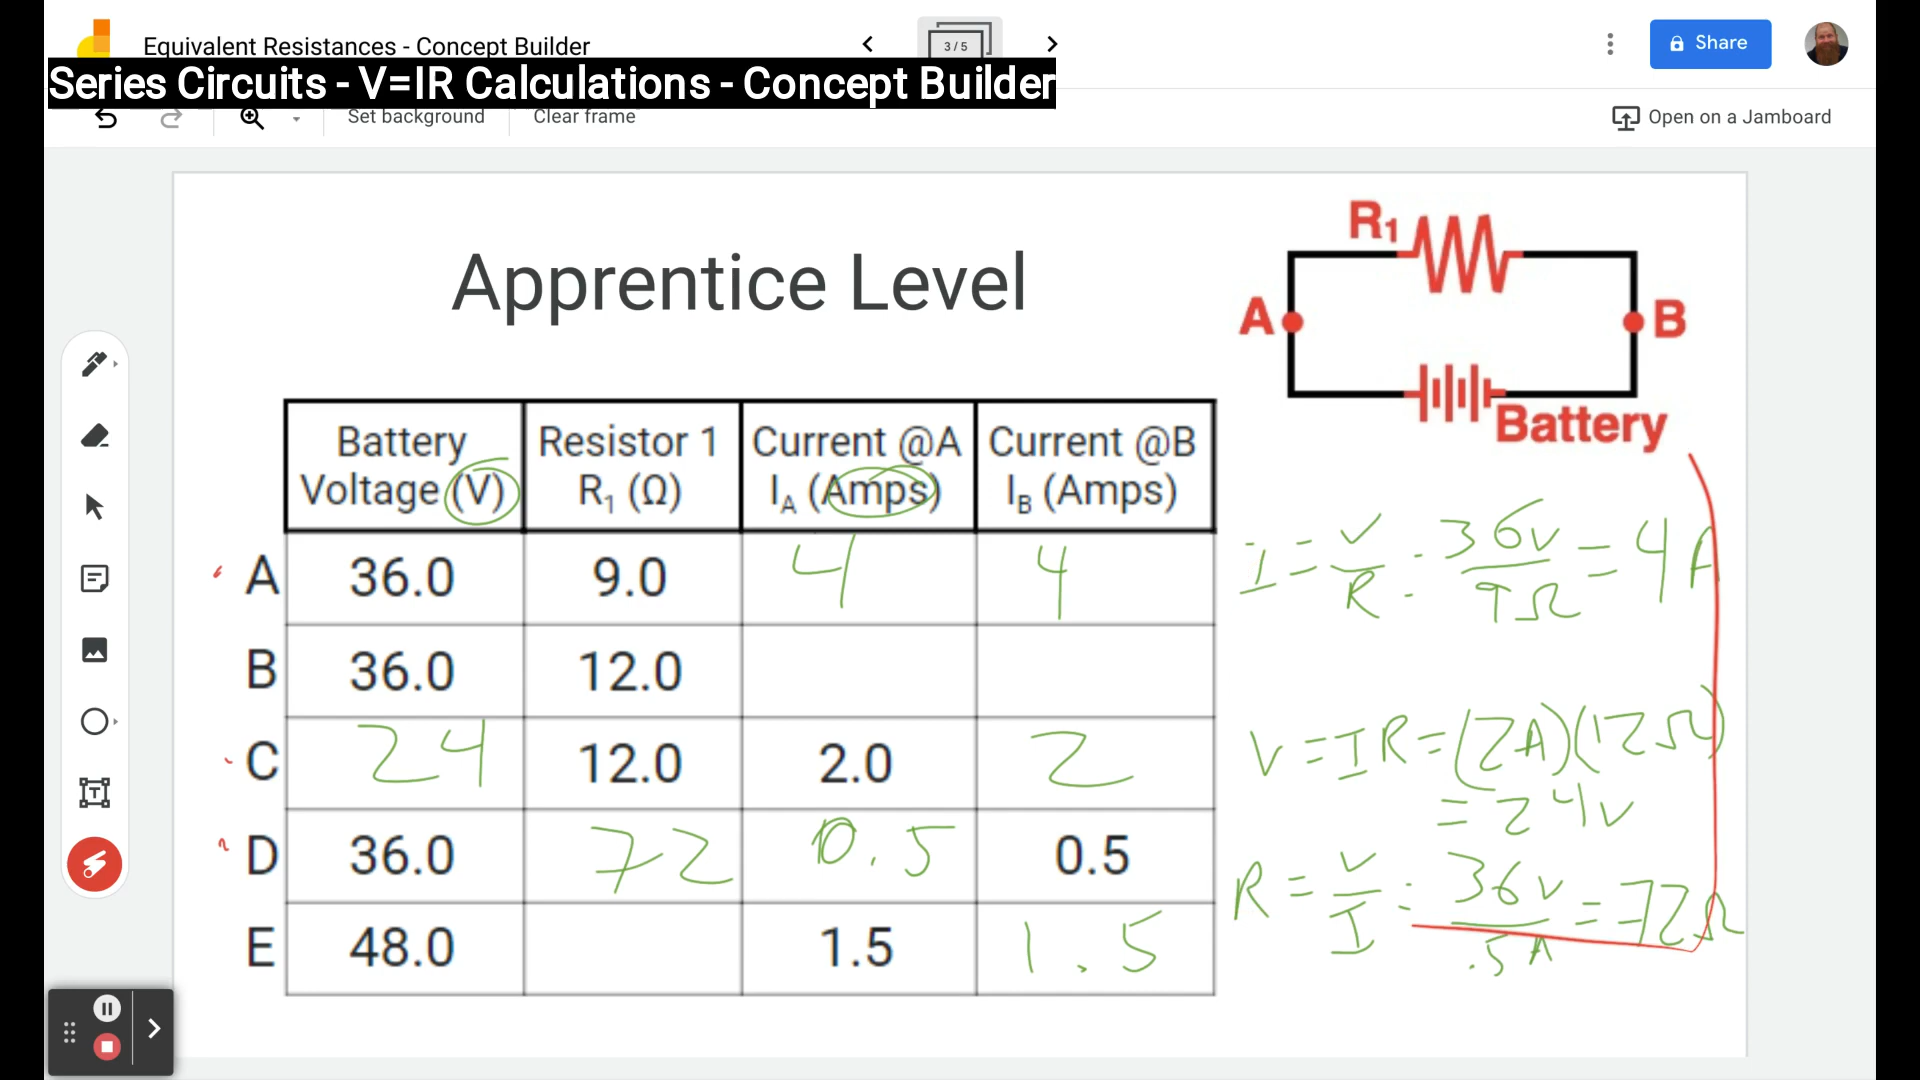 Equivalent Resistances - Concept Builder
3 / 5
Share
Series Circuits - V=IR Calculations - Concept Builder
Set background
Clear frame
Open on a Jamboard
Apprentice Level
R1
A
B
Battery
Battery Voltage (V) Resistor 1 R1 (Ω) Current @A IA (Amps) Current @B IB (Amps)
A 36.0 9.0 4 4
B 36.0 12.0
C 24 12.0 2.0 2
D 36.0 72 0.5 0.5
E 48.0 1.5 1.5
I = V/R = 36V/9Ω = 4A
V = IR = (2A)(12Ω)
= 24V
R = V/I = 36V/.5A = 72Ω